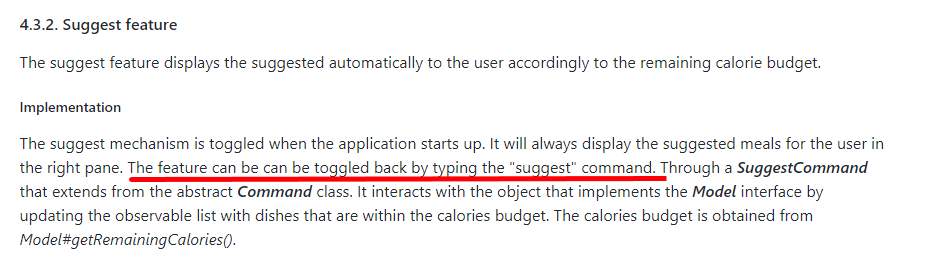 4.3.2. Suggest feature
The suggest feature displays the suggested automatically to the user accordingly to the remaining calorie budget.
Implementation
The suggest mechanism is toggled when the application starts up. It will always display the suggested meals for the user in
the right pane. The feature can be can be toggled back by typing the "suggest" command. Through a SuggestCommand
that extends from the abstract Command class. It interacts with the object that implements the Model interface by
updating the observable list with dishes that are within the calories budget. The calories budget is obtained from
Model#getRemainingCalories().